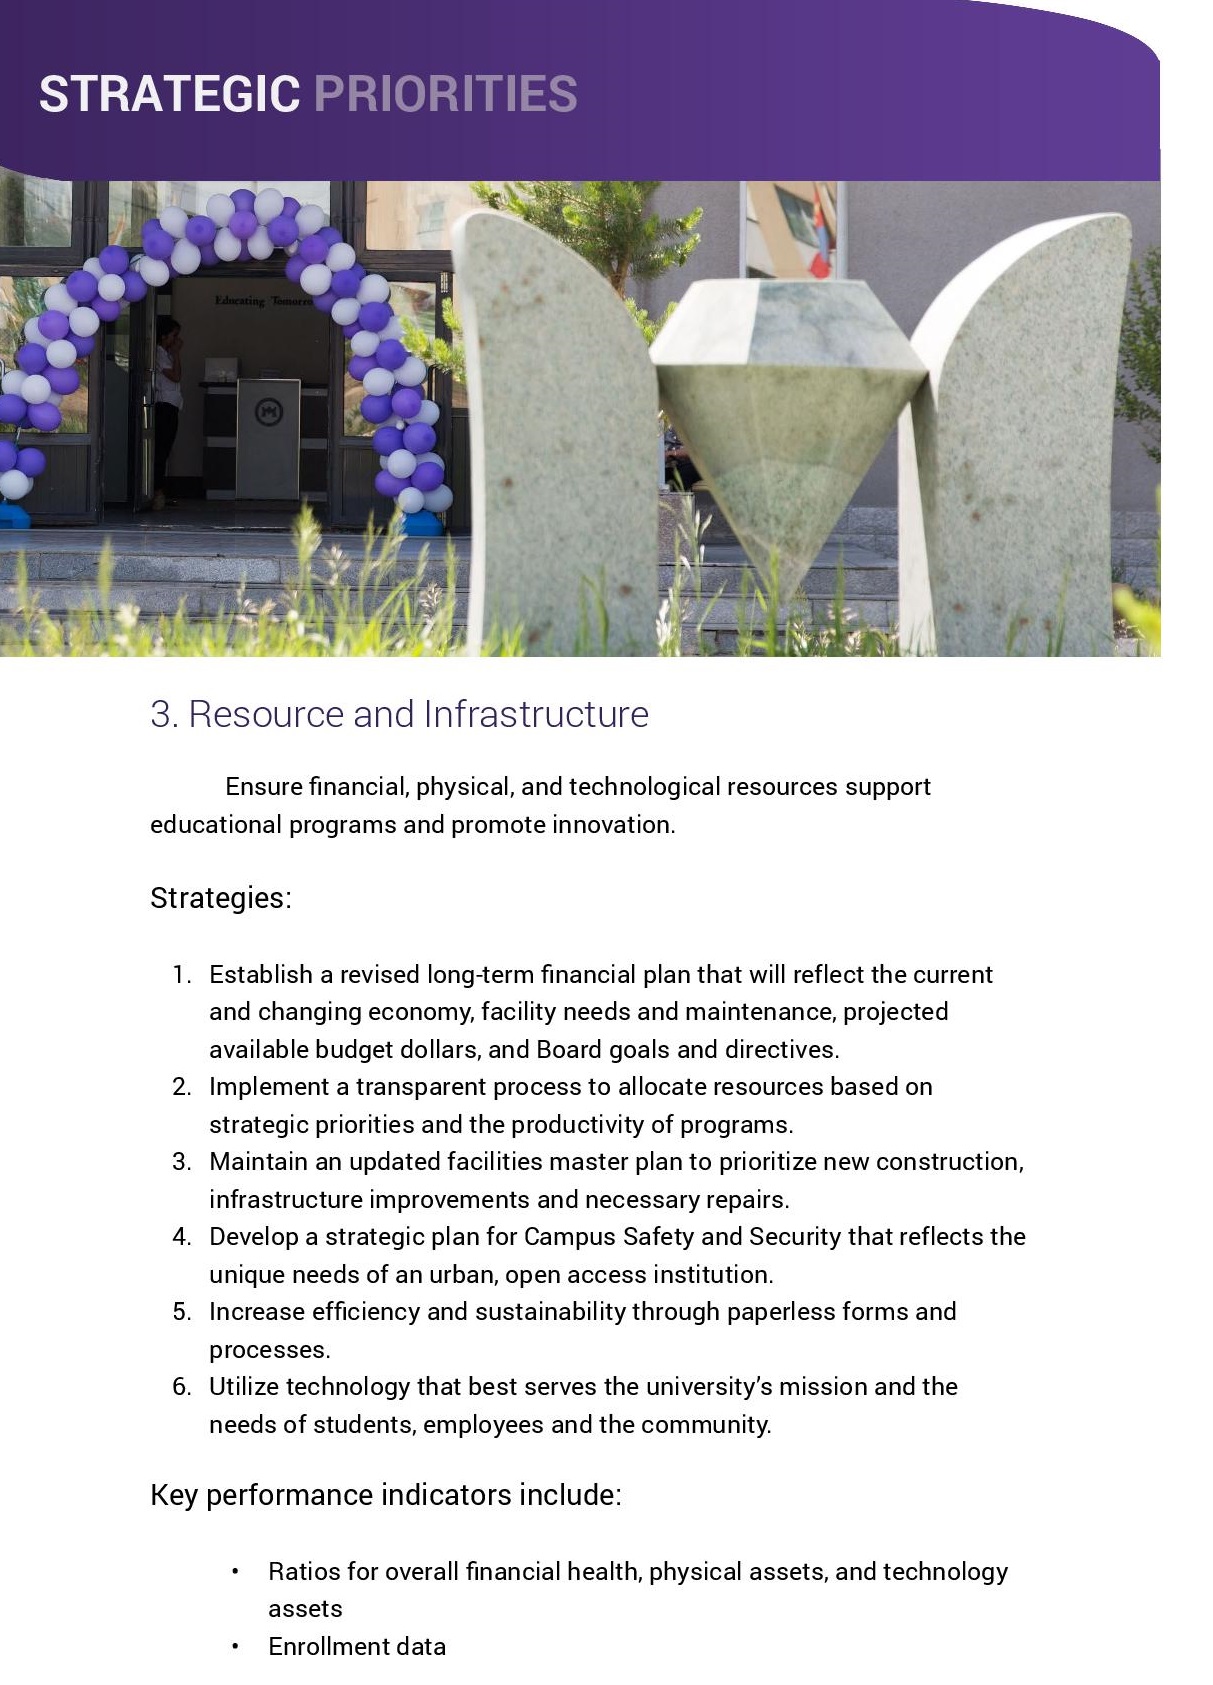 STRATEGIC PRIORITIES
Educating
3. Resource and Infrastructure
Ensure financial, physical, and technological resources support
educational programs and promote innovation.
Strategies:
1. Establish a revised long-term financial plan that will reflect the current
and changing economy, facility needs and maintenance, projected
available budget dollars, and Board goals and directives.
2. Implement a transparent process to allocate resources based on
strategic priorities and the productivity of programs.
3. Maintain an updated facilities master plan to prioritize new construction,
infrastructure improvements and necessary repairs.
4. Develop a strategic plan for Campus Safety and Security that reflects the
unique needs of an urban, open access institution.
5. Increase efficiency and sustainability through paperless forms and
processes.
6. Utilize technology that best serves the university’s mission and the
needs of students, employees and the community.
Key performance indicators include:
• Ratios for overall financial health, physical assets, and technology
assets
• Enrollment data